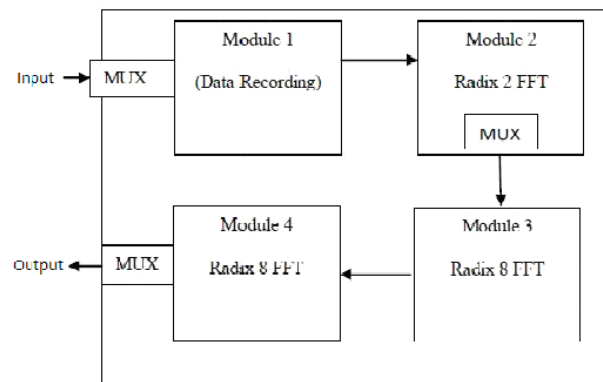 Module 1
(Data Recording)
Module 2
Radix 2 FFT
Input
MUX
MUX
Module 4
Radix 8 FFT
Module 3
Radix 8 FFT
Output
MUX